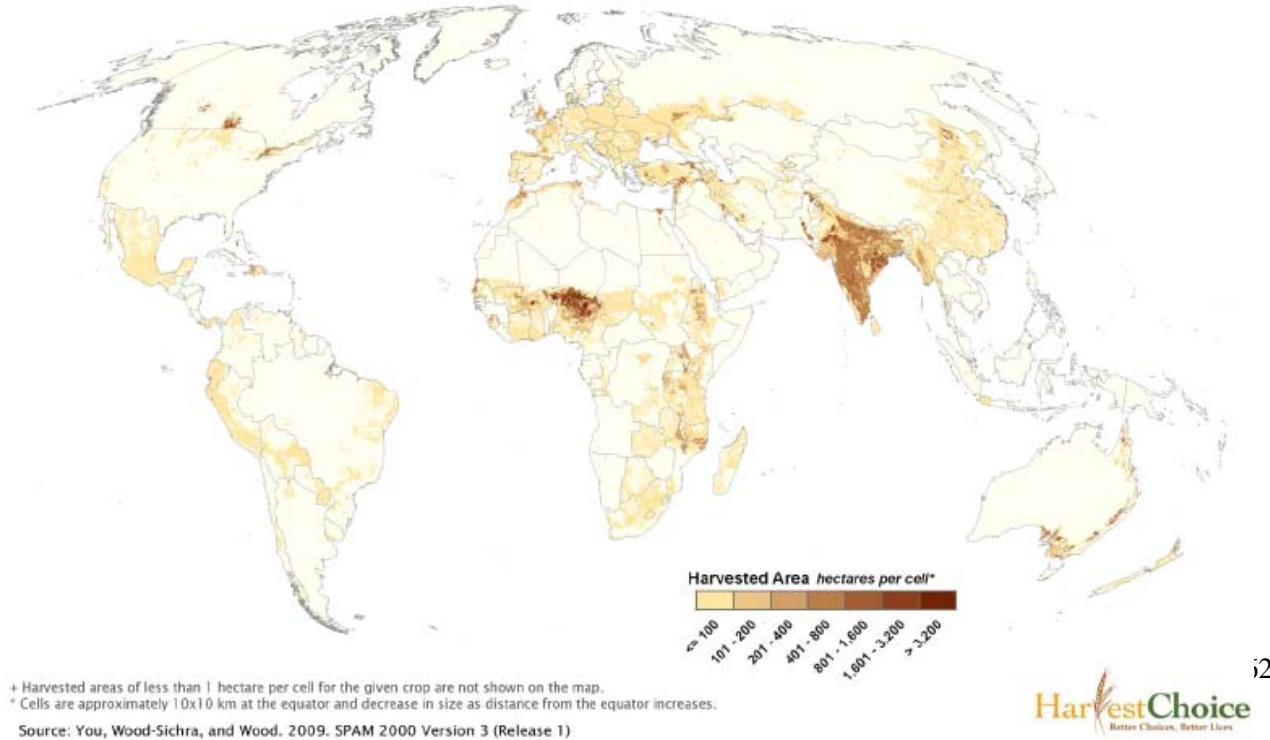 Harvested Area hectares per cell*
<= 100
101 - 200
201 - 400
401 - 800
801 - 1,600
1,601 - 3,200
> 3,200
+ Harvested areas of less than 1 hectare per cell for the given crop are not shown on the map.
* Cells are approximately 10x10 km at the equator and decrease in size as distance from the equator increases.
Source: You, Wood-Sichra, and Wood. 2009. SPAM 2000 Version 3 (Release 1)
HarvestChoice
Better Choices, Better Lives